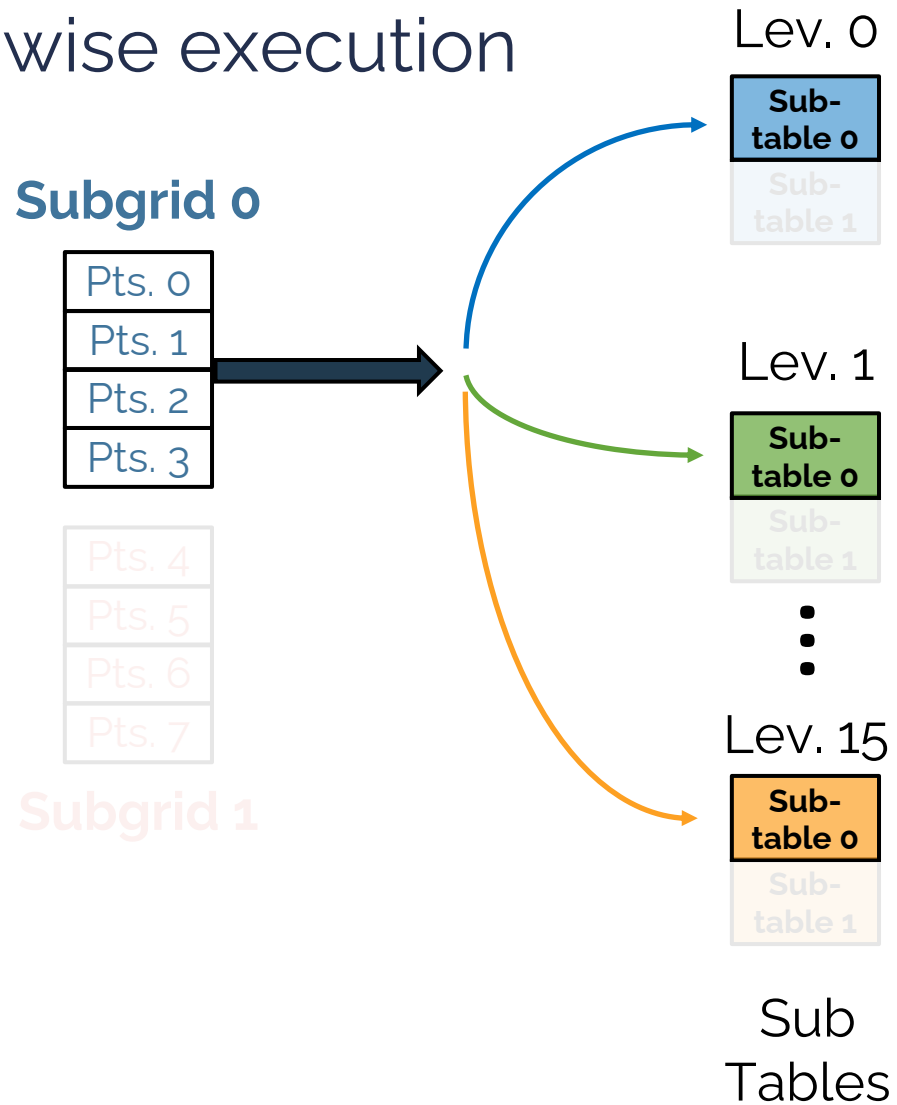 wise execution
Subgrid 0
Pts. 0
Pts. 1
Pts. 2
Pts. 3
Pts. 4
Pts. 5
Pts. 6
Pts. 7
Subgrid 1
Lev. 0
Sub-
table 0
Sub-
table 1
Lev. 1
Sub-
table 0
Sub-
table 1
Lev. 15
Sub-
table 0
Sub-
table 1
Sub
Tables